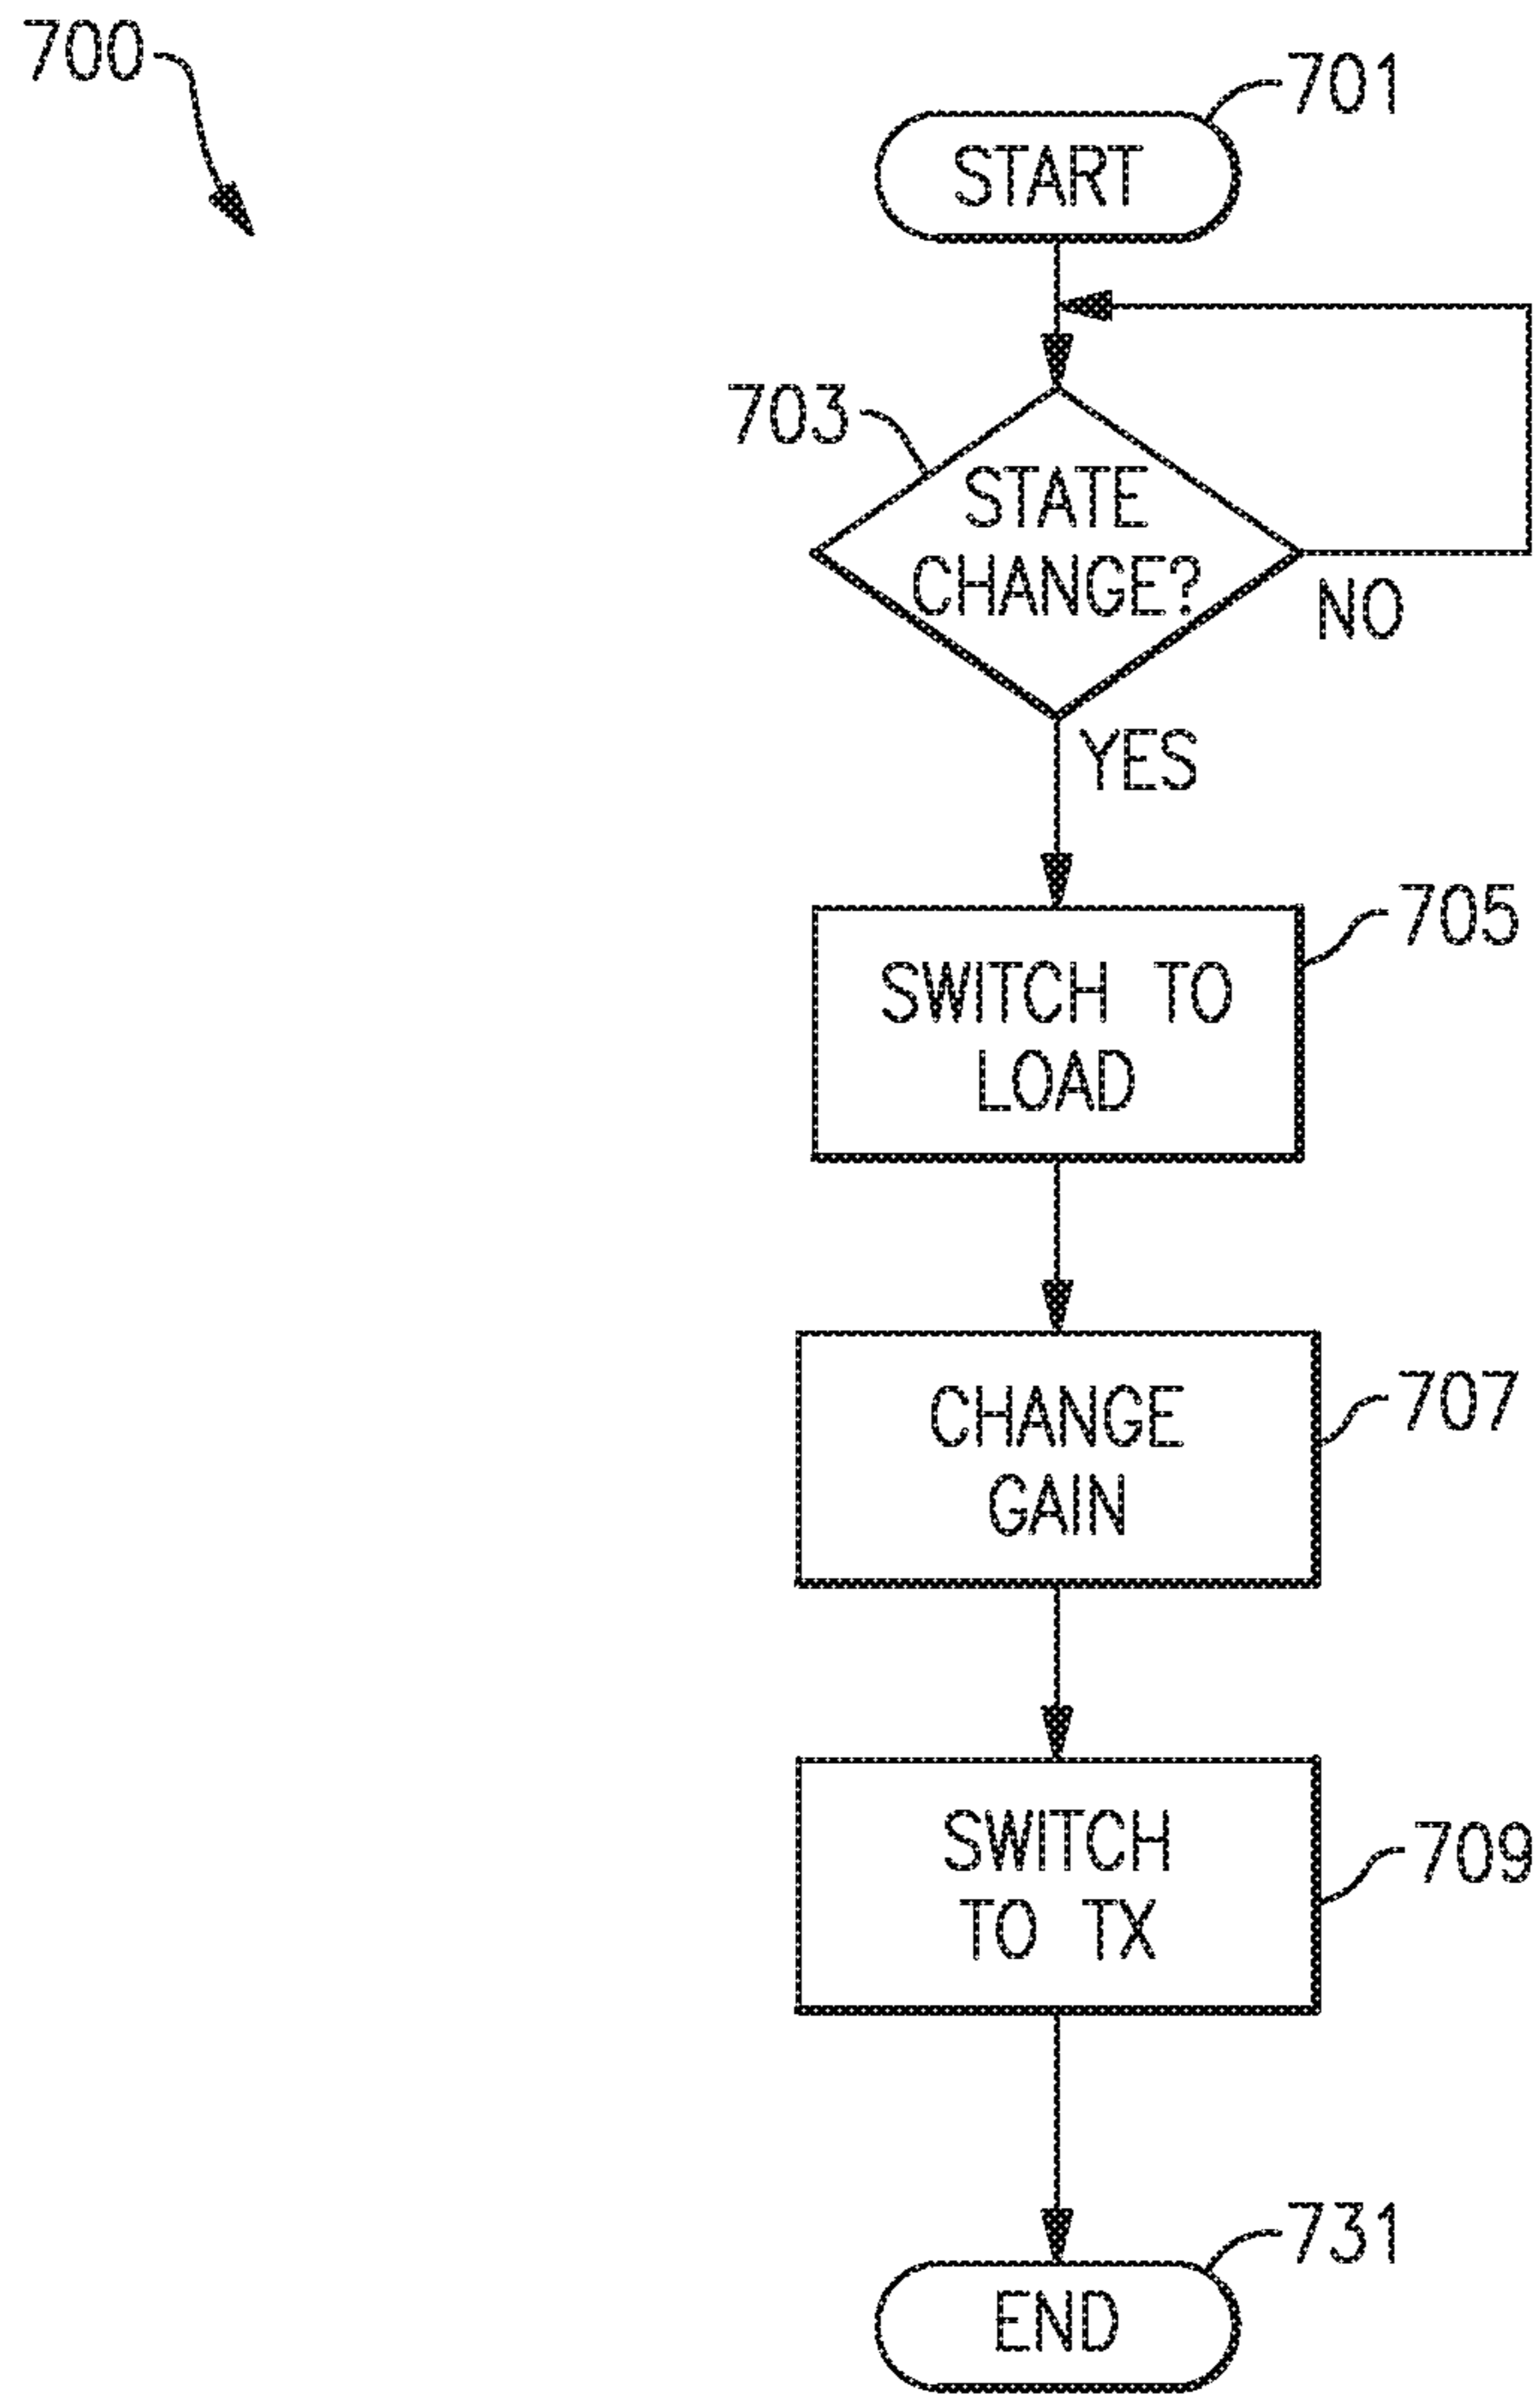 700
701
START
703
STATE
CHANGE?
NO
YES
705
SWITCH TO
LOAD
707
CHANGE
GAIN
709
SWITCH
TO TX
731
END